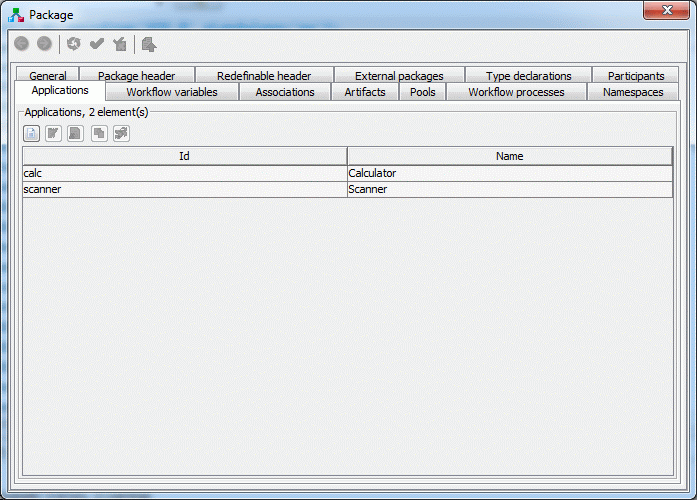 Package
General Package header Redefinable header External packages Type declarations Participants
Applications Workflow variables Associations Artifacts Pools Workflow processes Namespaces
Applications, 2 element(s)
Id Name
calc Calculator
scanner Scanner